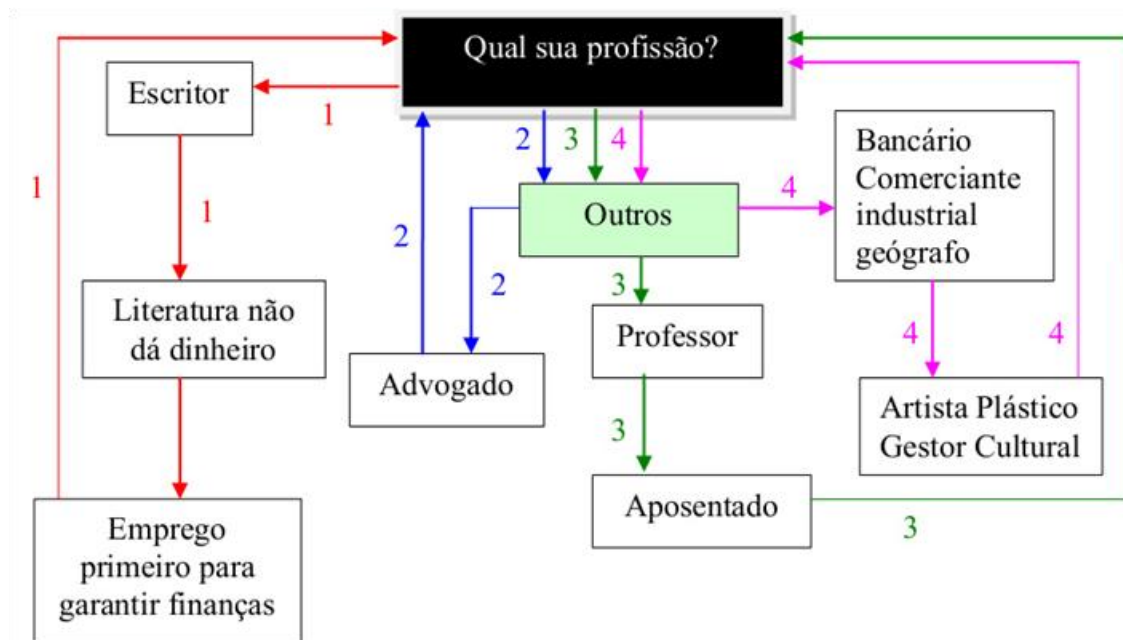 Qual sua profissão?
Escritor
1
1
1
Literatura não
dá dinheiro
Emprego
primeiro para
garantir finanças
2
3
4
Outros
2
2
Advogado
3
Professor
3
Aposentado
3
4
Bancário
Comerciante
industrial
geógrafo
4
4
Artista Plástico
Gestor Cultural